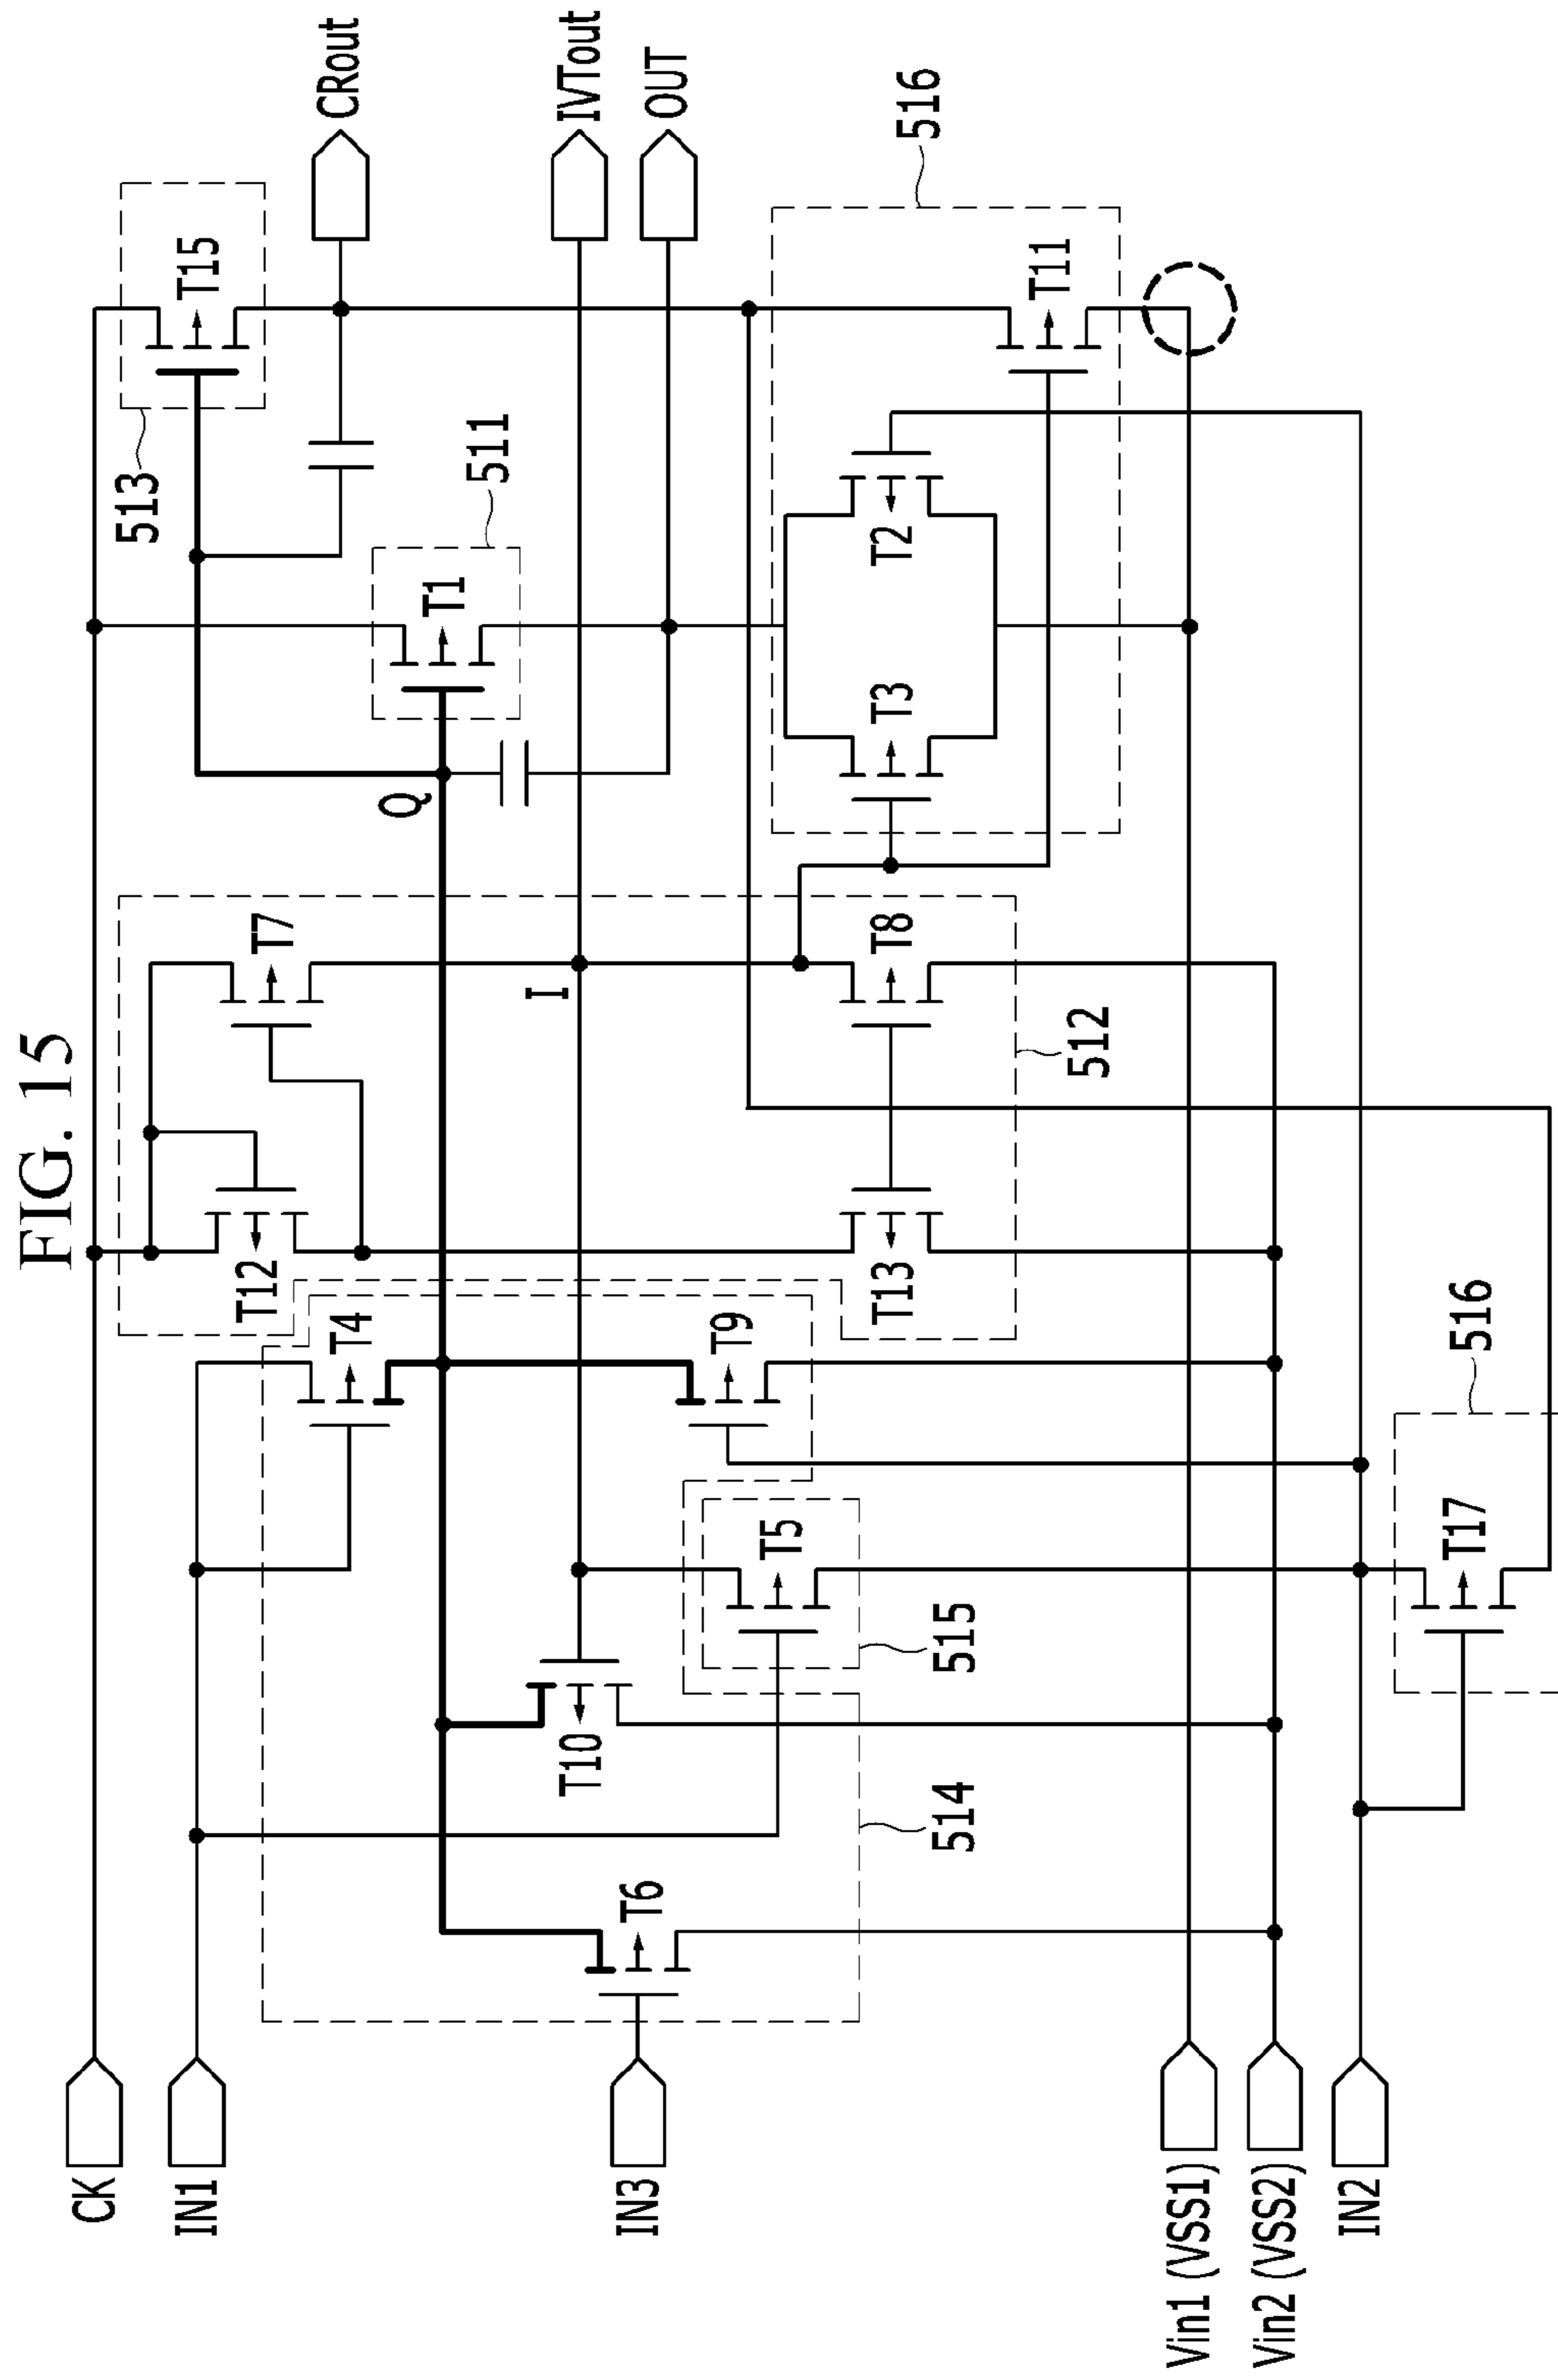 FIG. 15
CK
IN1
IN3
Vin1 (VSS1)
Vin2 (VSS2)
IN2
CRout
IVTout
OUT
513
T15
511
T1
Q
516
T11
T2
T3
T7
T12
I
T8
T13
512
T4
T9
T10
T5
515
T6
514
516
T17